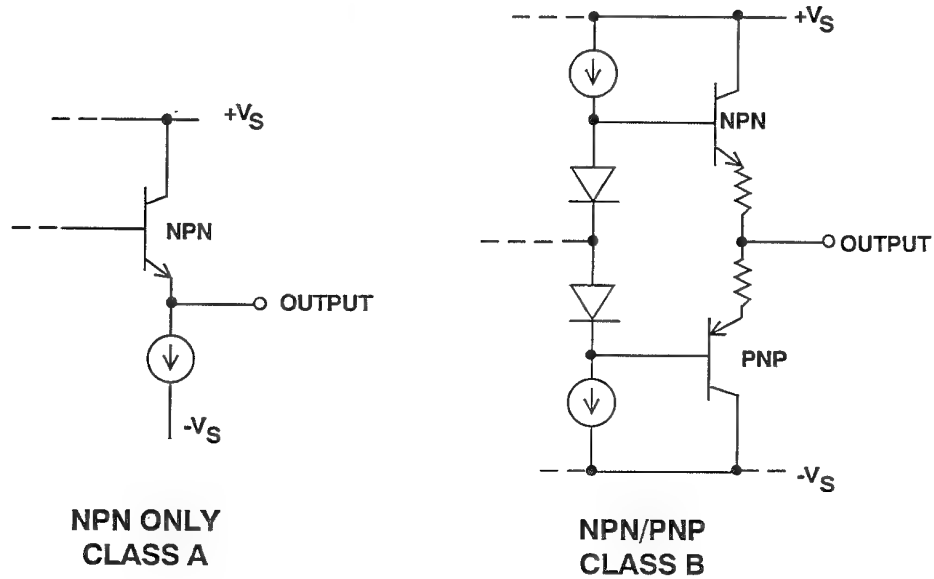 +VS
NPN
OUTPUT
-VS
NPN ONLY
CLASS A
+VS
NPN
OUTPUT
PNP
-VS
NPN/PNP
CLASS B